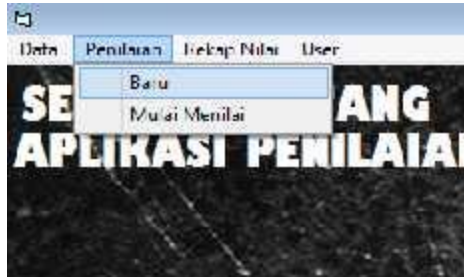 Data Penilaian Rekap Nilai User
Baru
Mulai Menilai
SE ANG
APLIKASI PENILAIA